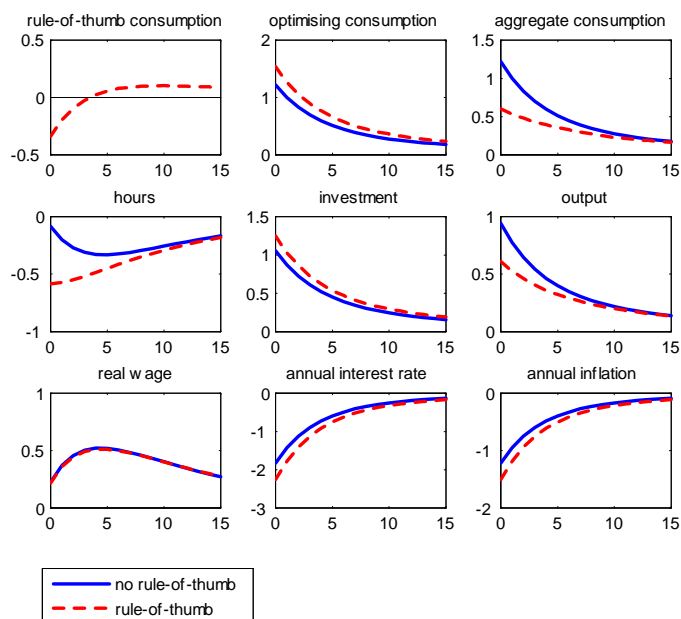 rule-of-thumb consumption optimising consumption aggregate consumption
0.5 2 1.5
0 1 1
0.5
-0.5 0 0
0 5 10 15 0 5 10 15 0 5 10 15
hours investment output
0 1.5 1
1
-0.5 0.5
0.5
-1 0 0
0 5 10 15 0 5 10 15 0 5 10 15
real wage annual interest rate annual inflation
1 0 0
-1
0.5 -1
-2
0 -3 -2
0 5 10 15 0 5 10 15 0 5 10 15
no rule-of-thumb
rule-of-thumb